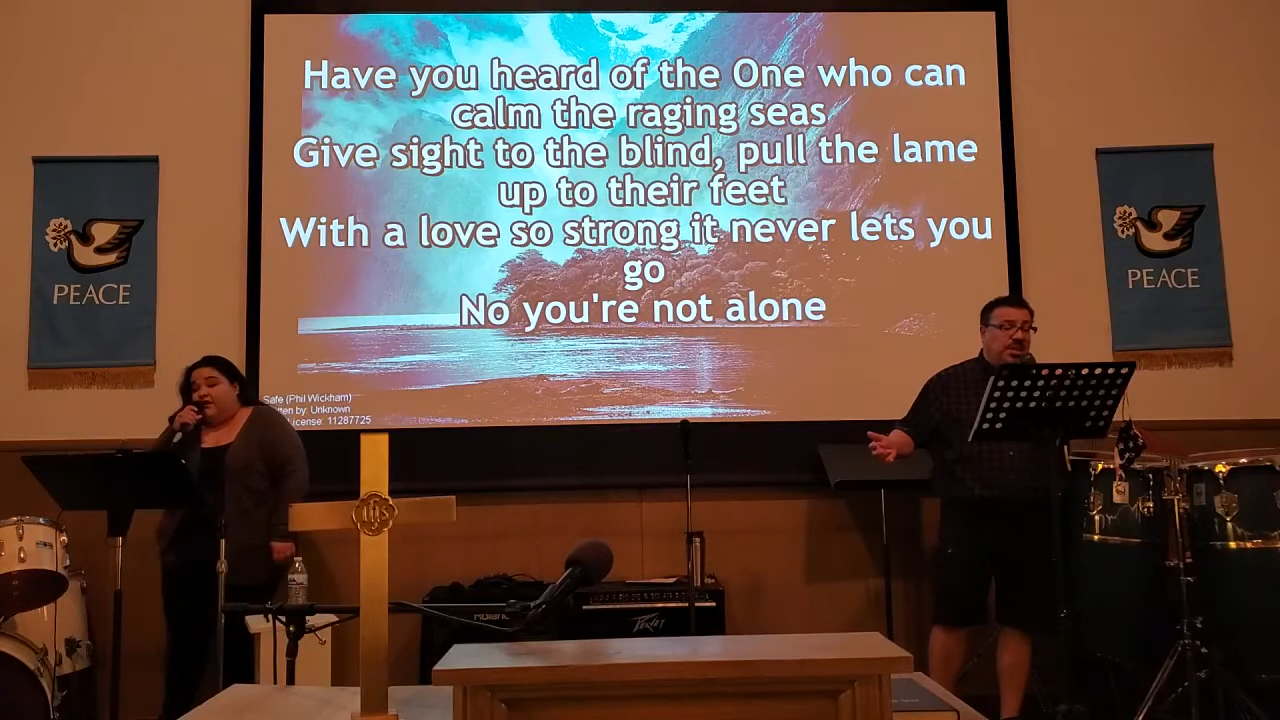 Have you heard of the One who can
calm the raging seas
Give sight to the blind, pull the lame
up to their feet
With a love so strong it never lets you
go
No you're not alone
Safe (Phil Wickham)
by: Unknown
11287725
PEACE
PEACE
IHS
Roland
PEAVEY